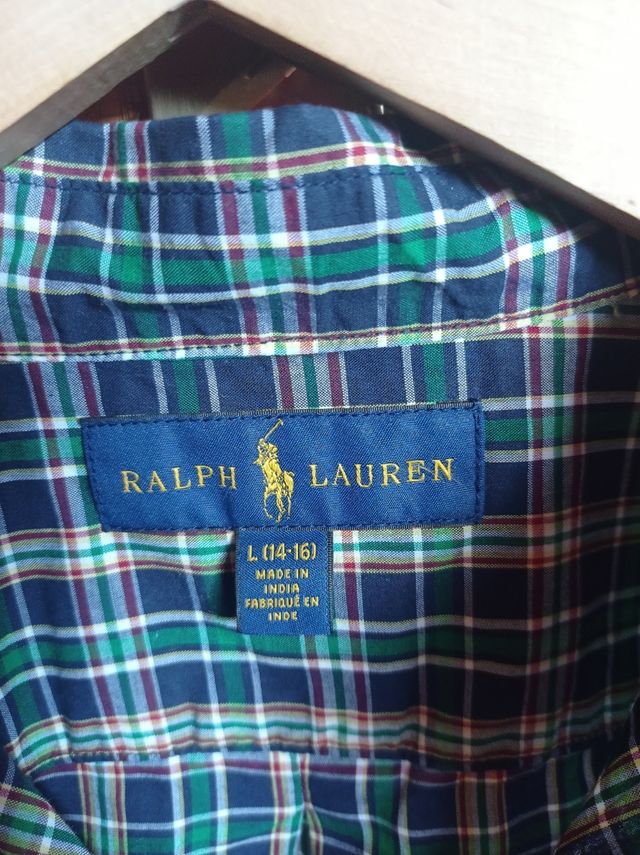 RALPH LAUREN
L (14-16)
MADE IN
INDIA
FABRIQUÉ EN
INDE